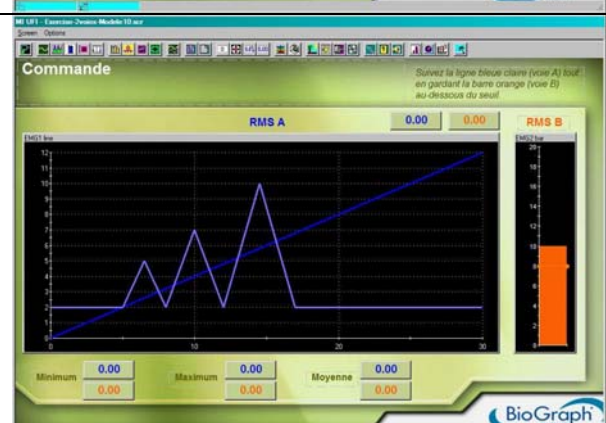 MI UF1 - Exercise-2voies-Modele10.scr
Screen Options
Commande
Suivez la ligne bleue claire (voie A) tout
en gardant la barre orange (voie B)
au-dessous du seuil
RMS A
0.00
0.00
RMS B
EMG1 line
EMG2 bar
12
11
10
9
8
7
6
5
4
3
2
1
0
0
10
20
30
20
18
16
14
12
10
8
6
4
2
0
Minimum
0.00
0.00
Maximum
0.00
0.00
Moyenne
0.00
0.00
BioGraph